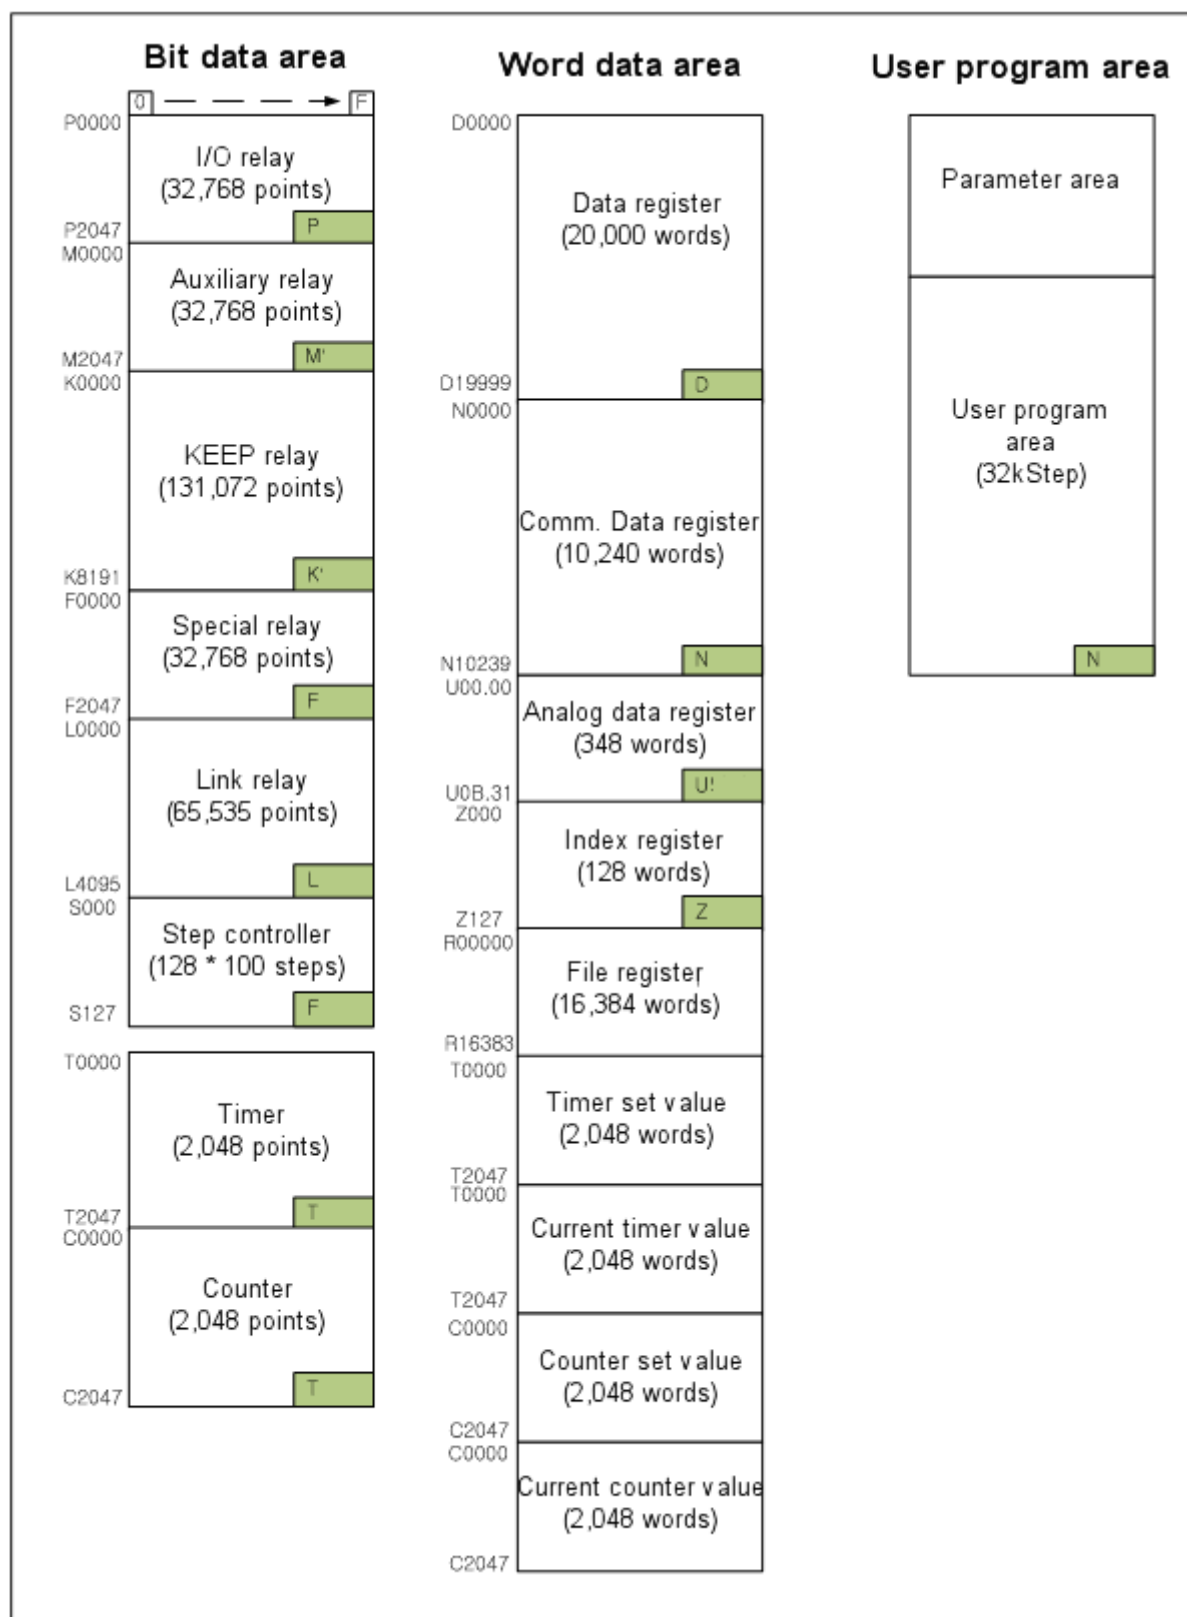 Bit data area
0 F
P0000
I/O relay
(32,768 points)
P
P2047
M0000
Auxiliary relay
(32,768 points)
M'
M2047
K0000
KEEP relay
(131,072 points)
K'
K8191
F0000
Special relay
(32,768 points)
F
F2047
L0000
Link relay
(65,535 points)
L
L4095
S000
Step controller
(128 * 100 steps)
F
S127
T0000
Timer
(2,048 points)
T
T2047
C0000
Counter
(2,048 points)
T
C2047
Word data area
D0000
Data register
(20,000 words)
D
D19999
N0000
Comm. Data register
(10,240 words)
N
N10239
U00.00
Analog data register
(348 words)
U!
U0B.31
Z000
Index register
(128 words)
Z
Z127
R00000
File register
(16,384 words)
R16383
T0000
Timer set value
(2,048 words)
T2047
T0000
Current timer value
(2,048 words)
T2047
C0000
Counter set value
(2,048 words)
C2047
C0000
Current counter value
(2,048 words)
C2047
User program area
Parameter area
User program
area
(32kStep)
N